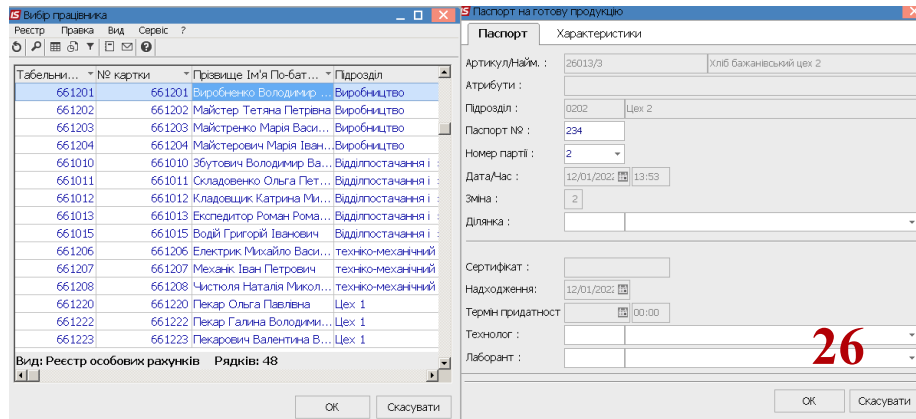 Вибір працівника
Реєстр Правка Вид Сервіс ?
Табельни... № картки Прізвище Ім'я По-бат... Підрозділ
661201 661201 Виробненко Володимир ... Виробництво
661202 661202 Майстер Тетяна Петрівна Виробництво
661203 661203 Майстренко Марія Васи... Виробництво
661204 661204 Майстерович Марія Іван... Виробництво
661010 661010 Збутович Володимир Ва... Відділпостачання і
661011 661011 Складовенко Ольга Пет... Відділпостачання і
661012 661012 Кладовщик Катрина Ми... Відділпостачання і
661013 661013 Експедитор Роман Рома... Відділпостачання і
661015 661015 Водій Григорій Іванович Відділпостачання і
661206 661206 Електрик Михайло Васи... техніко-механічний
661207 661207 Механік Іван Петрович техніко-механічний
661208 661208 Чистюля Наталія Микол... техніко-механічний
661220 661220 Пекар Ольга Павлівна Цех 1
661222 661222 Пекар Галина Володими... Цех 1
661223 661223 Пекарович Валентина В... Цех 1
Вид: Реєстр особових рахунків Рядків: 48
ОК Скасувати
Паспорт на готову продукцію
Паспорт Характеристики
Артикул/Найм. : 26013/3 Хліб бажанівський цех 2
Атрибути :
Підрозділ : 0202 Цех 2
Паспорт № : 234
Номер партії : 2
Дата/Час : 12/01/2022 13:53
Зміна : 2
Ділянка :
Сертифікат :
Надходження: 12/01/2022
Термін придатност 00:00
Технолог :
Лаборант :
26
ОК Скасувати